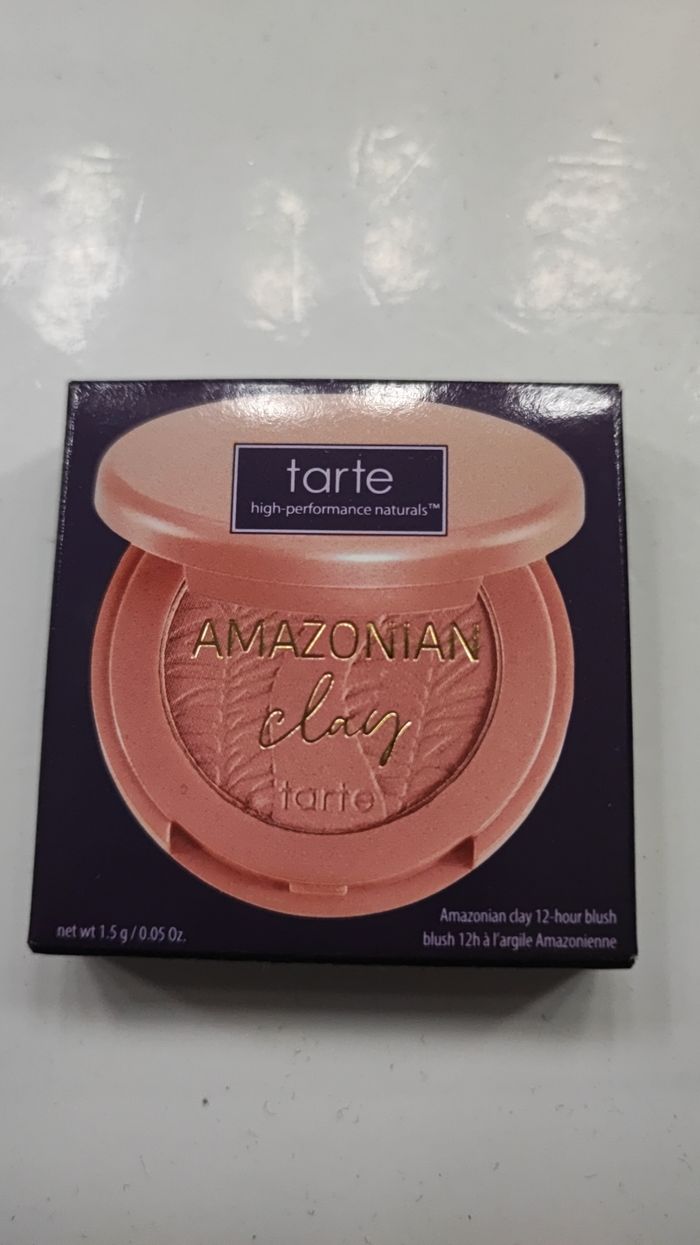 tarte
high-performance naturals™
AMAZONIAN
clay
tarte
net wt 1.5 g / 0.05 Oz.
Amazonian clay 12-hour blush
blush 12h à l'argile Amazonienne